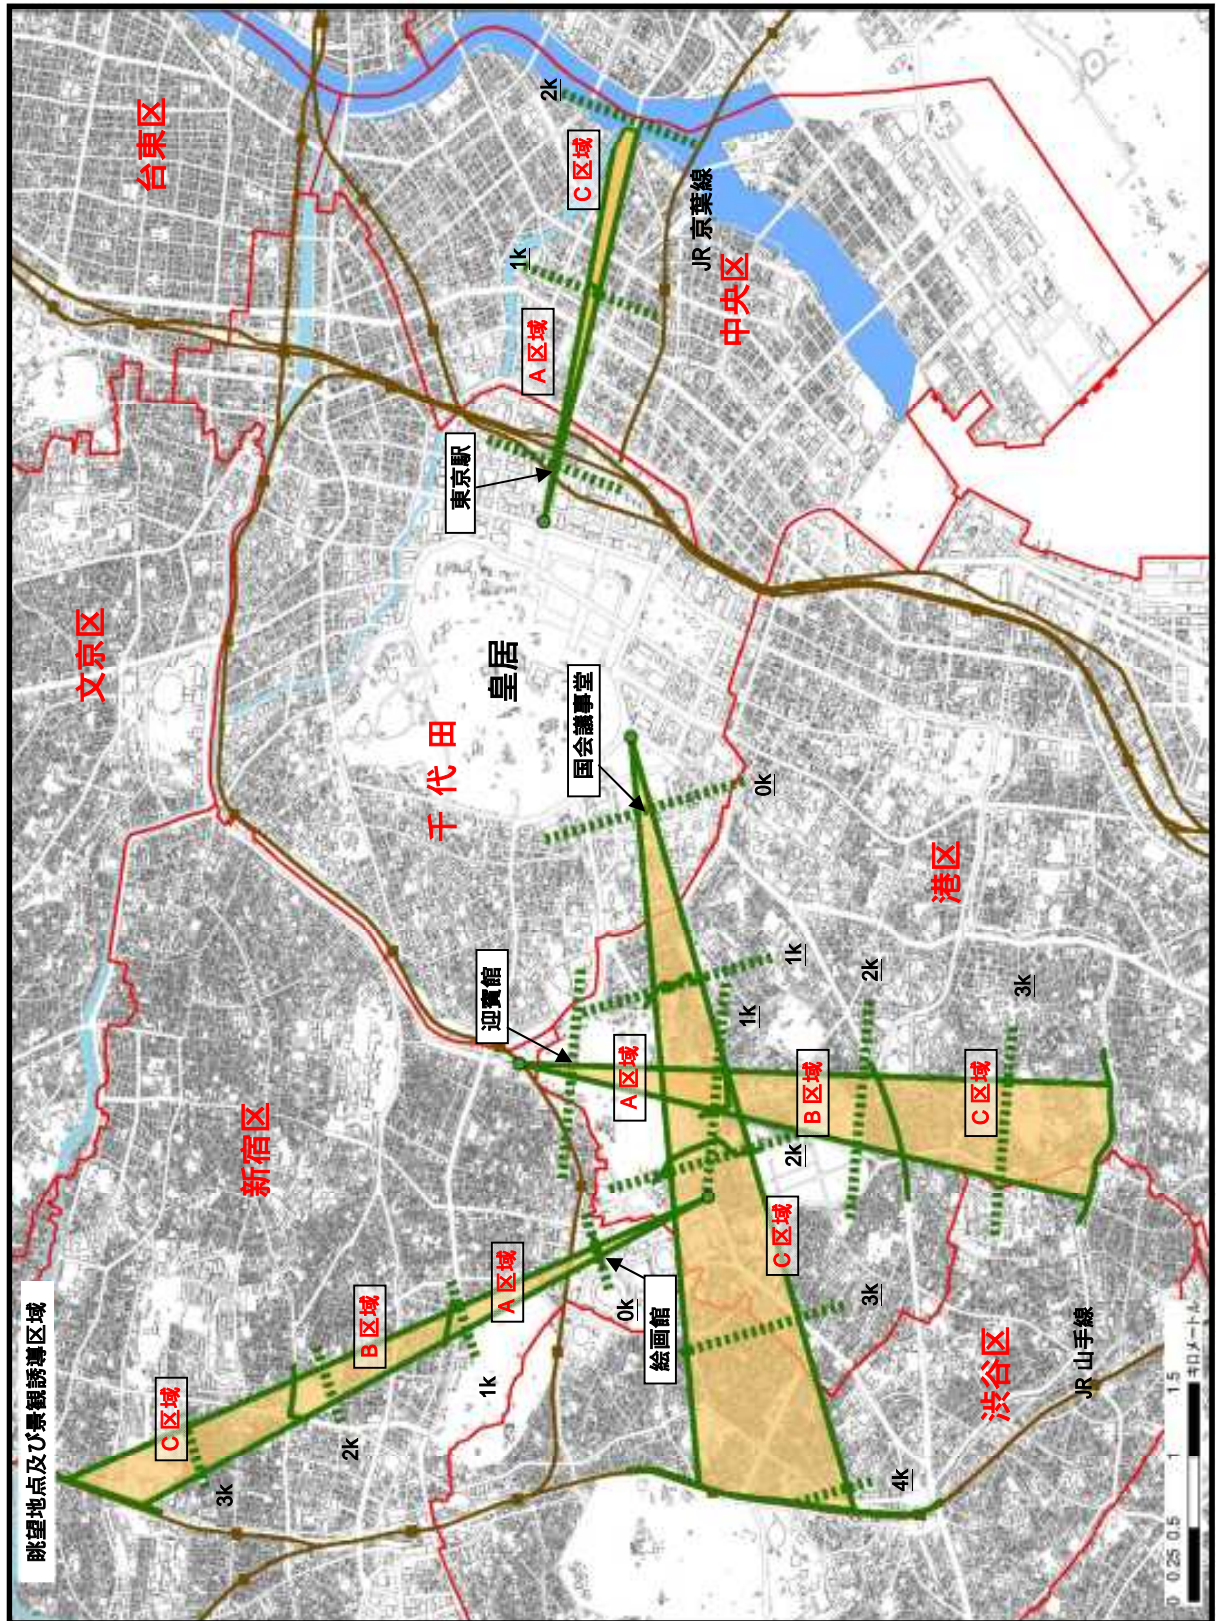 眺望地点及び景観誘導区域
台東区
文京区
新宿区
千代田
皇居
中央区
港区
渋谷区
JR 京葉線
JR 山手線
東京駅
A 区域
C 区域
1k
2k
国会議事堂
0k
1k
A 区域
2k
C 区域
3k
4k
迎賓館
1k
B 区域
2k
C 区域
3k
絵画館
0k
A 区域
1k
B 区域
2k
C 区域
3k
0 0.25 0.5 1 1.5
キロメートル